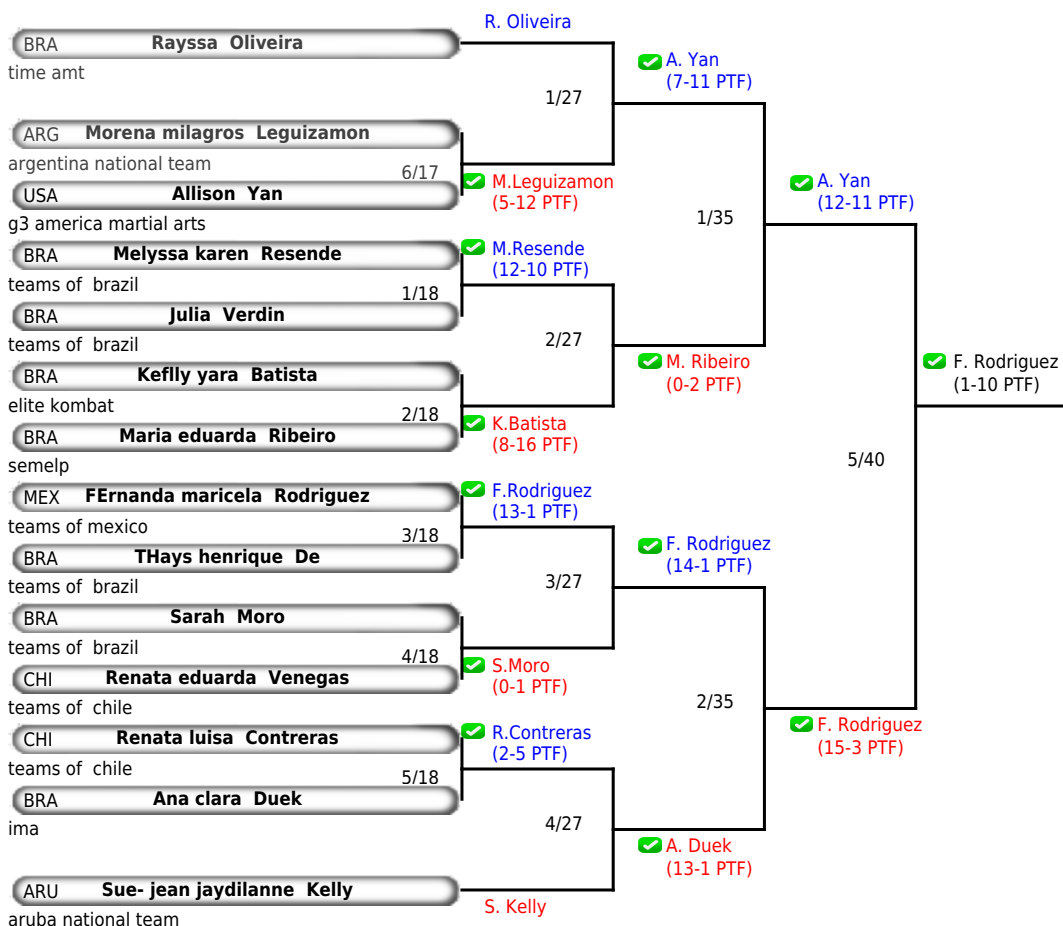 R. Oliveira
BRA Rayssa Oliveira
time amt
A. Yan
(7-11 PTF)
1/27
ARG Morena milagros Leguizamon
argentina national team
6/17
M.Leguizamon
(5-12 PTF)
USA Allison Yan
g3 america martial arts
A. Yan
(12-11 PTF)
1/35
BRA Melyssa karen Resende
teams of brazil
M.Resende
(12-10 PTF)
1/18
BRA Julia Verdin
teams of brazil
2/27
BRA Keflly yara Batista
elite kombat
M. Ribeiro
(0-2 PTF)
F. Rodriguez
(1-10 PTF)
2/18
BRA Maria eduarda Ribeiro
semelp
K.Batista
(8-16 PTF)
5/40
MEX FErnanda maricela Rodriguez
teams of mexico
F.Rodriguez
(13-1 PTF)
3/18
BRA THays henrique De
teams of brazil
F. Rodriguez
(14-1 PTF)
3/27
BRA Sarah Moro
teams of brazil
4/18
CHI Renata eduarda Venegas
teams of chile
S.Moro
(0-1 PTF)
2/35
F. Rodriguez
(15-3 PTF)
CHI Renata luisa Contreras
teams of chile
R.Contreras
(2-5 PTF)
5/18
BRA Ana clara Duek
ima
4/27
A. Duek
(13-1 PTF)
ARU Sue- jean jaydilanne Kelly
aruba national team
S. Kelly